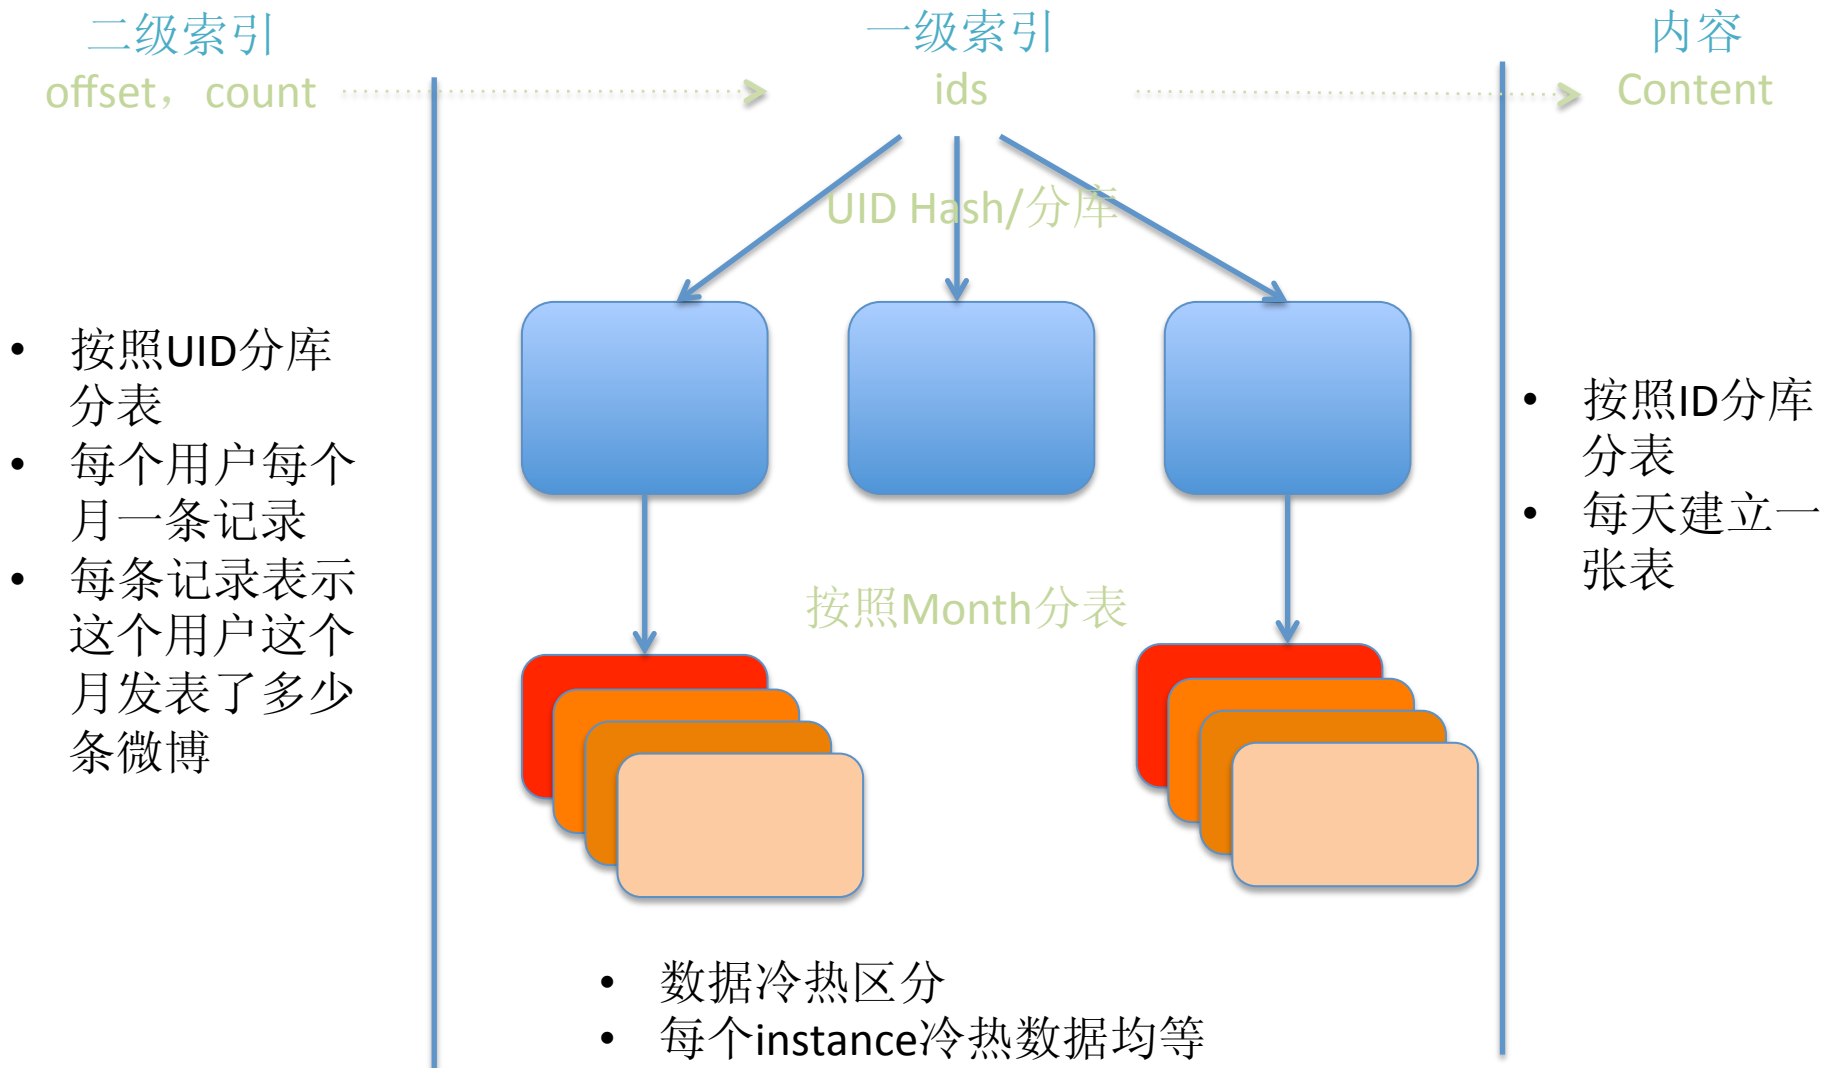 二级索引
offset， count
一级索引
ids
内容
Content
UID Hash/分库
• 按照UID分库
分表
• 每个用户每个
月一条记录
• 每条记录表示
这个用户这个
月发表了多少
条微博
按照Month分表
• 数据冷热区分
• 每个instance冷热数据均等
• 按照ID分库
分表
• 每天建立一
张表